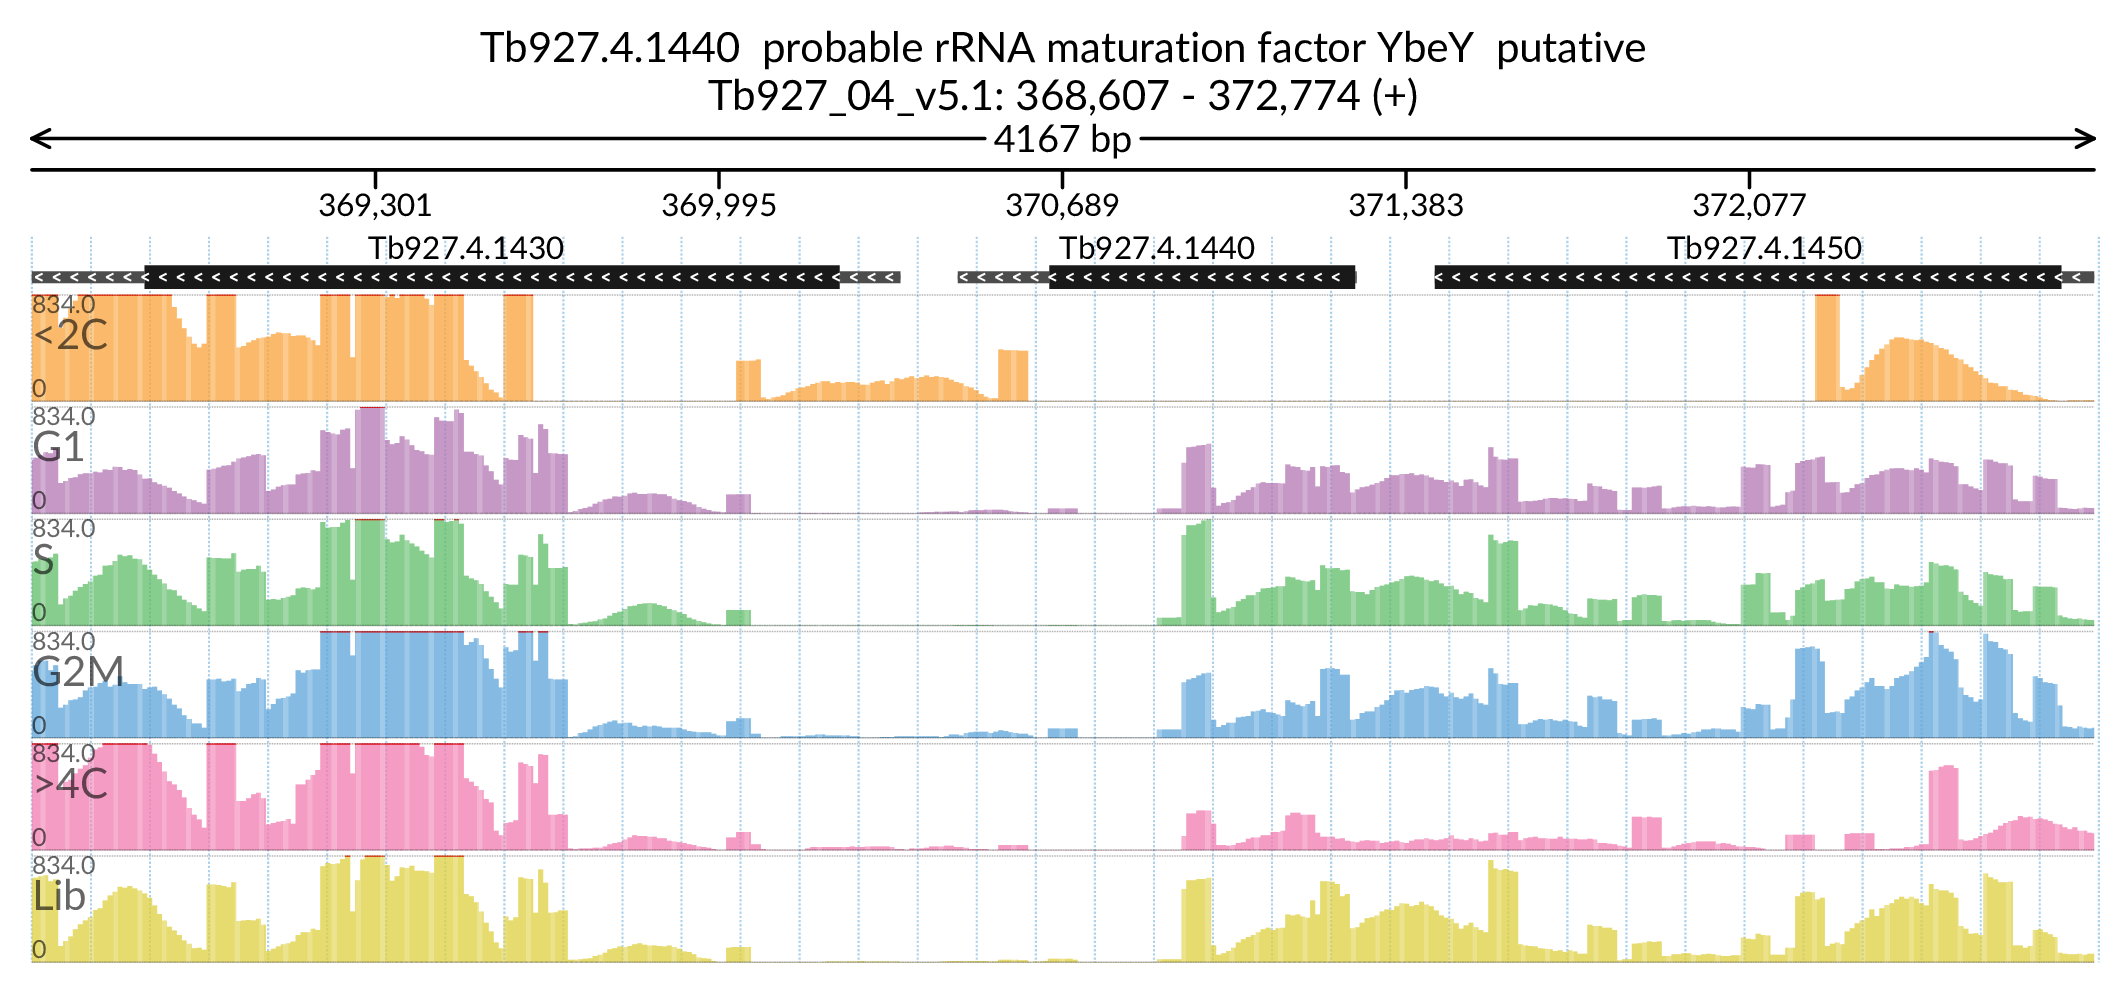 Tb927.4.1440  probable rRNA maturation factor YbeY  putative
Tb927_04_v5.1: 368,607 - 372,774 (+)
4167 bp
369,301 369,995 370,689 371,383 372,077
Tb927.4.1430 Tb927.4.1440 Tb927.4.1450
834.0
<2C
0
834.0
G1
0
834.0
S
0
834.0
G2M
0
834.0
>4C
0
834.0
Lib
0